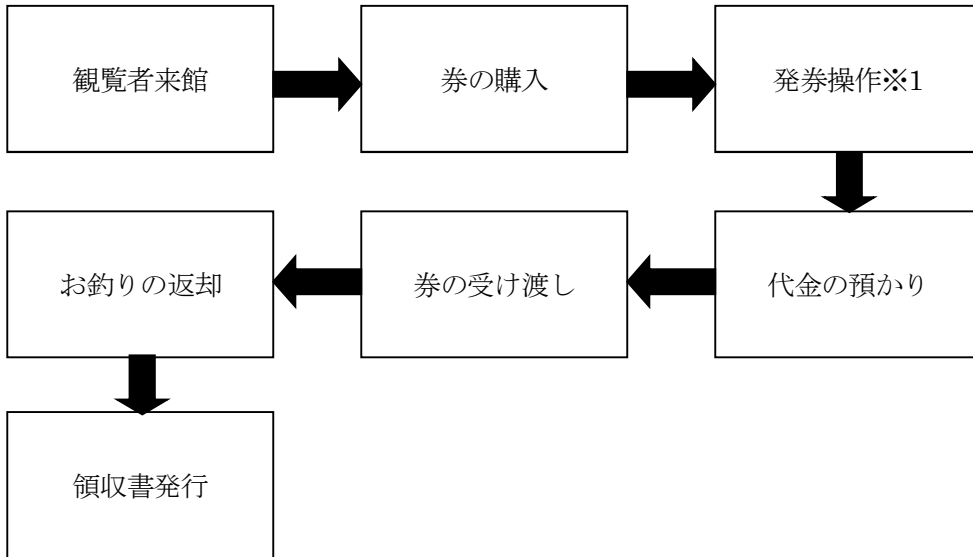 観覧者来館
券の購入
発券操作※1
代金の預かり
券の受け渡し
お釣りの返却
領収書発行